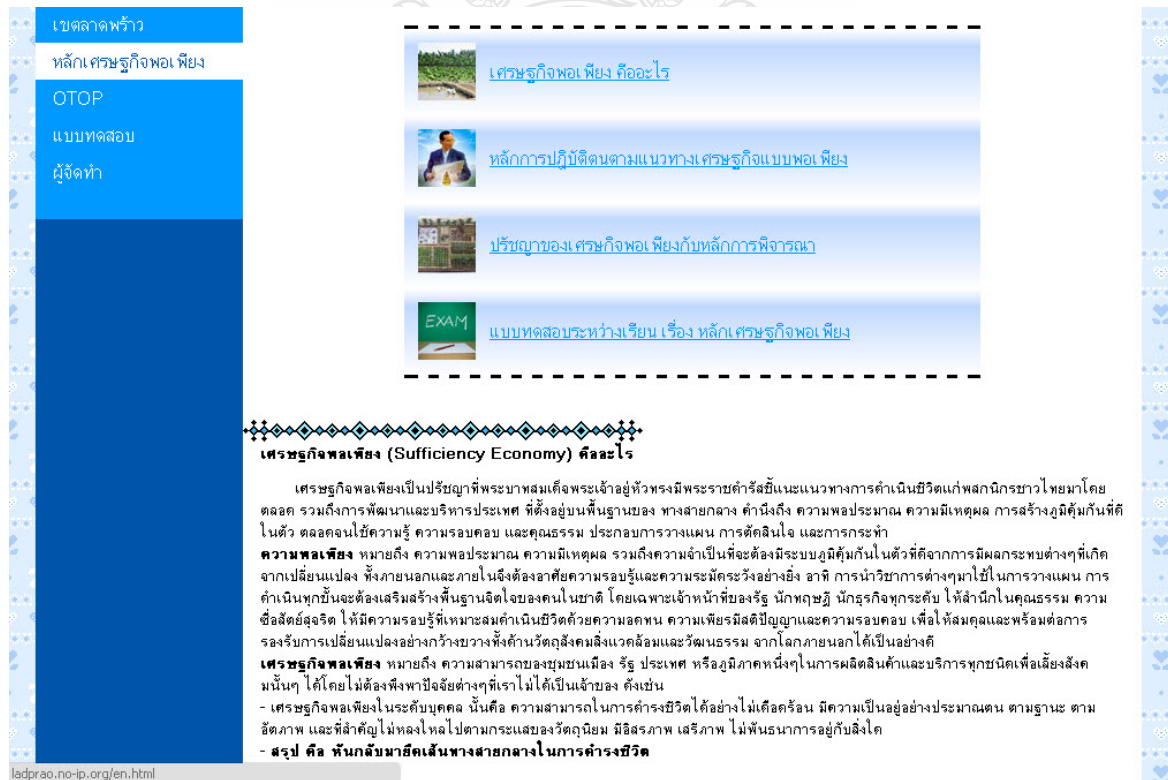 เขตลาดพร้าว
หลักเศรษฐกิจพอเพียง
OTOP
แบบทดสอบ
ผู้จัดทำ
เศรษฐกิจพอเพียง คืออะไร
หลักการปฎิบัติตนตามแนวทางเศรษฐกิจแบบพอเพียง
ปรัชญาของเศรษกิจพอเพียงกับหลักการพิจารณา
EXAM
แบบทดสอบระหว่างเรียน เรื่อง หลักเศรษฐกิจพอเพียง
เศรษฐกิจพอเพียง (Sufficiency Economy) คืออะไร
เศรษฐกิจพอเพียงเป็นปรัชญาที่พระบาทสมเด็จพระเจ้าอยู่หัวทรงมีพระราชดำรัสชี้แนะแนวทางการดำเนินชีวิตแก่พสกนิกรชาวไทยมาโดย
ตลอด รวมถึงการพัฒนาและบริหารประเทศ ที่ตั้งอยู่บนพื้นฐานของ ทางสายกลาง คำนึงถึง ความพอประมาณ ความมีเหตุผล การสร้างภูมิคุ้มกันที่ดี
ในตัว ตลอดจนใช้ความรู้ ความรอบคอบ และคุณธรรม ประกอบการวางแผน การตัดสินใจ และการกระทำ
ความพอเพียง หมายถึง ความพอประมาณ ความมีเหตุผล รวมถึงความจำเป็นที่จะต้องมีระบบภูมิคุ้มกันในตัวที่ดีจากการมีผลกระทบต่างๆที่เกิด
จากเปลี่ยนแปลง ทั้งภายนอกและภายในจึงต้องอาศัยความรอบรู้และความระมัดระวังอย่างยิ่ง อาทิ การนำวิชาการต่างๆมาใช้ในการวางแผน การ
ดำเนินทุกขั้นจะต้องเสริมสร้างพื้นฐานจิตใจของคนในชาติ โดยเฉพาะเจ้าหน้าที่ของรัฐ นักทฤษฎี นักธุรกิจทุกระดับ ให้สำนึกในคุณธรรม ความ
ซื่อสัตย์สุจริต ให้มีความรอบรู้ที่เหมาะสมดำเนินชีวิตด้วยความอดทน ความเพียรมีสติปัญญาและความรอบคอบ เพื่อให้สมดุลและพร้อมต่อการ
รองรับการเปลี่ยนแปลงอย่างกว้างขวางทั้งด้านวัตถุสังคมสิ่งแวดล้อมและวัฒนธรรม จากโลกภายนอกได้เป็นอย่างดี
เศรษฐกิจพอเพียง หมายถึง ความสามารถของชุมชนเมือง รัฐ ประเทศ หรือภูมิภาคหนึ่งๆในการผลิตสินค้าและบริการทุกชนิดเพื่อเลี้ยงสังค
มนั้นๆ ได้โดยไม่ต้องพึ่งพาปัจจัยต่างๆที่เราไม่ได้เป็นเจ้าของ ดังเช่น
- เศรษฐกิจพอเพียงในระดับบุคคล นั้นคือ ความสามารถในการดำรงชีวิตได้อย่างไม่เดือดร้อน มีความเป็นอยู่อย่างประมาณตน ตามฐานะ ตาม
อัตภาพ และที่สำคัญไม่หลงใหลไปตามกระแสของวัตถุนิยม มีอิสรภาพ เสรีภาพ ไม่พันธนาการอยู่กับสิ่งใด
- สรุป คือ หันกลับมายึดเส้นทางสายกลางในการดำรงชีวิต
ladprao.no-ip.org/en.html